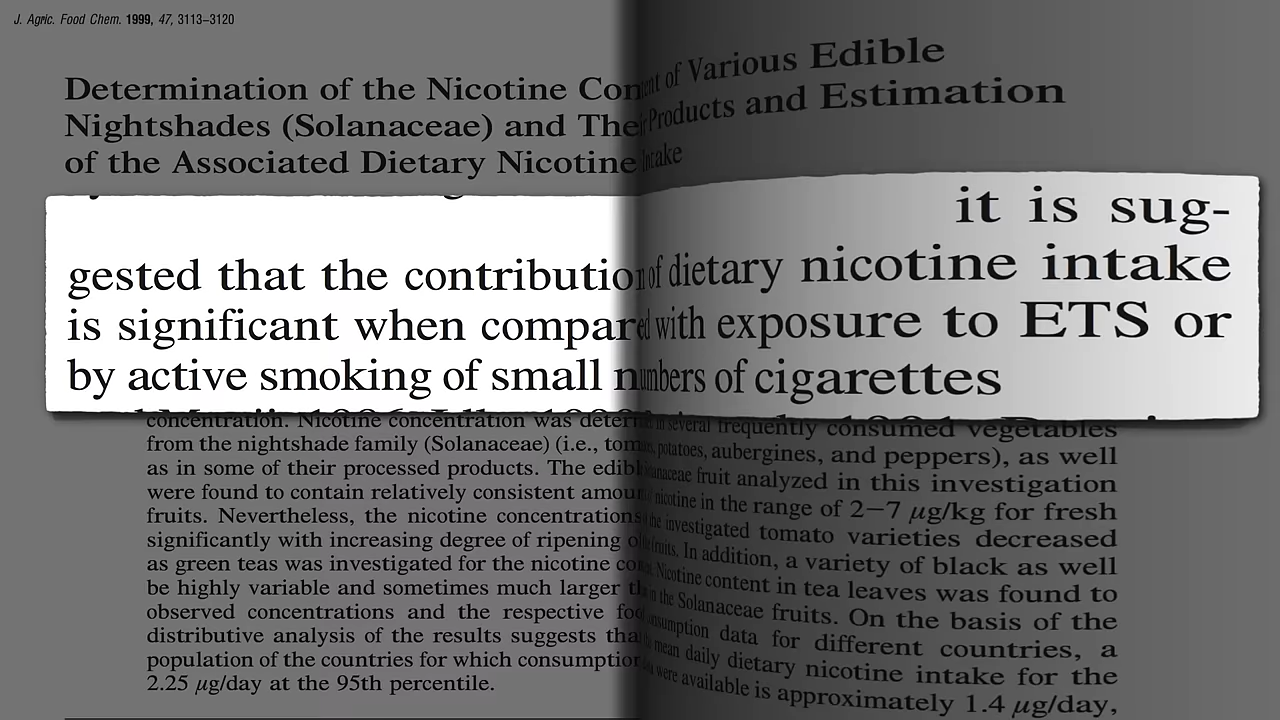 J. Agric. Food Chem. 1999, 47, 3113–3120
Determination of the Nicotine Content of Various Edible
Nightshades (Solanaceae) and Their Products and Estimation
of the Associated Dietary Nicotine Intake
it is sug-
gested that the contribution of dietary nicotine intake
is significant when compared with exposure to ETS or
by active smoking of small numbers of cigarettes
concentration. Nicotine concentration was determined in several frequently consumed vegetables
from the nightshade family (Solanaceae) (i.e., tomatoes, potatoes, aubergines, and peppers), as well
as in some of their processed products. The edible Solanaceae fruit analyzed in this investigation
were found to contain relatively consistent amounts of nicotine in the range of 2−7 μg/kg for fresh
fruits. Nevertheless, the nicotine concentrations of the investigated tomato varieties decreased
significantly with increasing degree of ripening of the fruits. In addition, a variety of black as well
as green teas was investigated for the nicotine content. Nicotine content in tea leaves was found to
be highly variable and sometimes much larger than in the Solanaceae fruits. On the basis of the
observed concentrations and the respective food consumption data for different countries, a
distributive analysis of the results suggests that the mean daily dietary nicotine intake for the
population of the countries for which consumption data were available is approximately 1.4 μg/day,
2.25 μg/day at the 95th percentile.